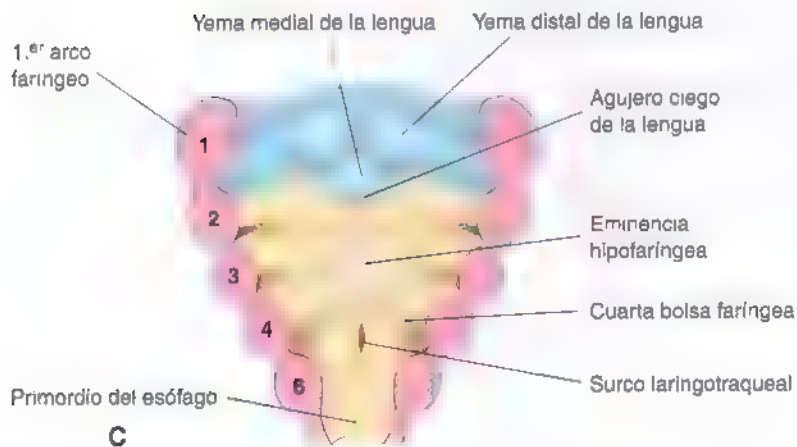 Yema medial de la lengua
Yema distal de la lengua
1.er arco
faríngeo
Agujero ciego
de la lengua
1
2
Eminencia
hipofaríngea
3
Cuarta bolsa faríngea
4
Surco laringotraqueal
6
Primordio del esófago
C